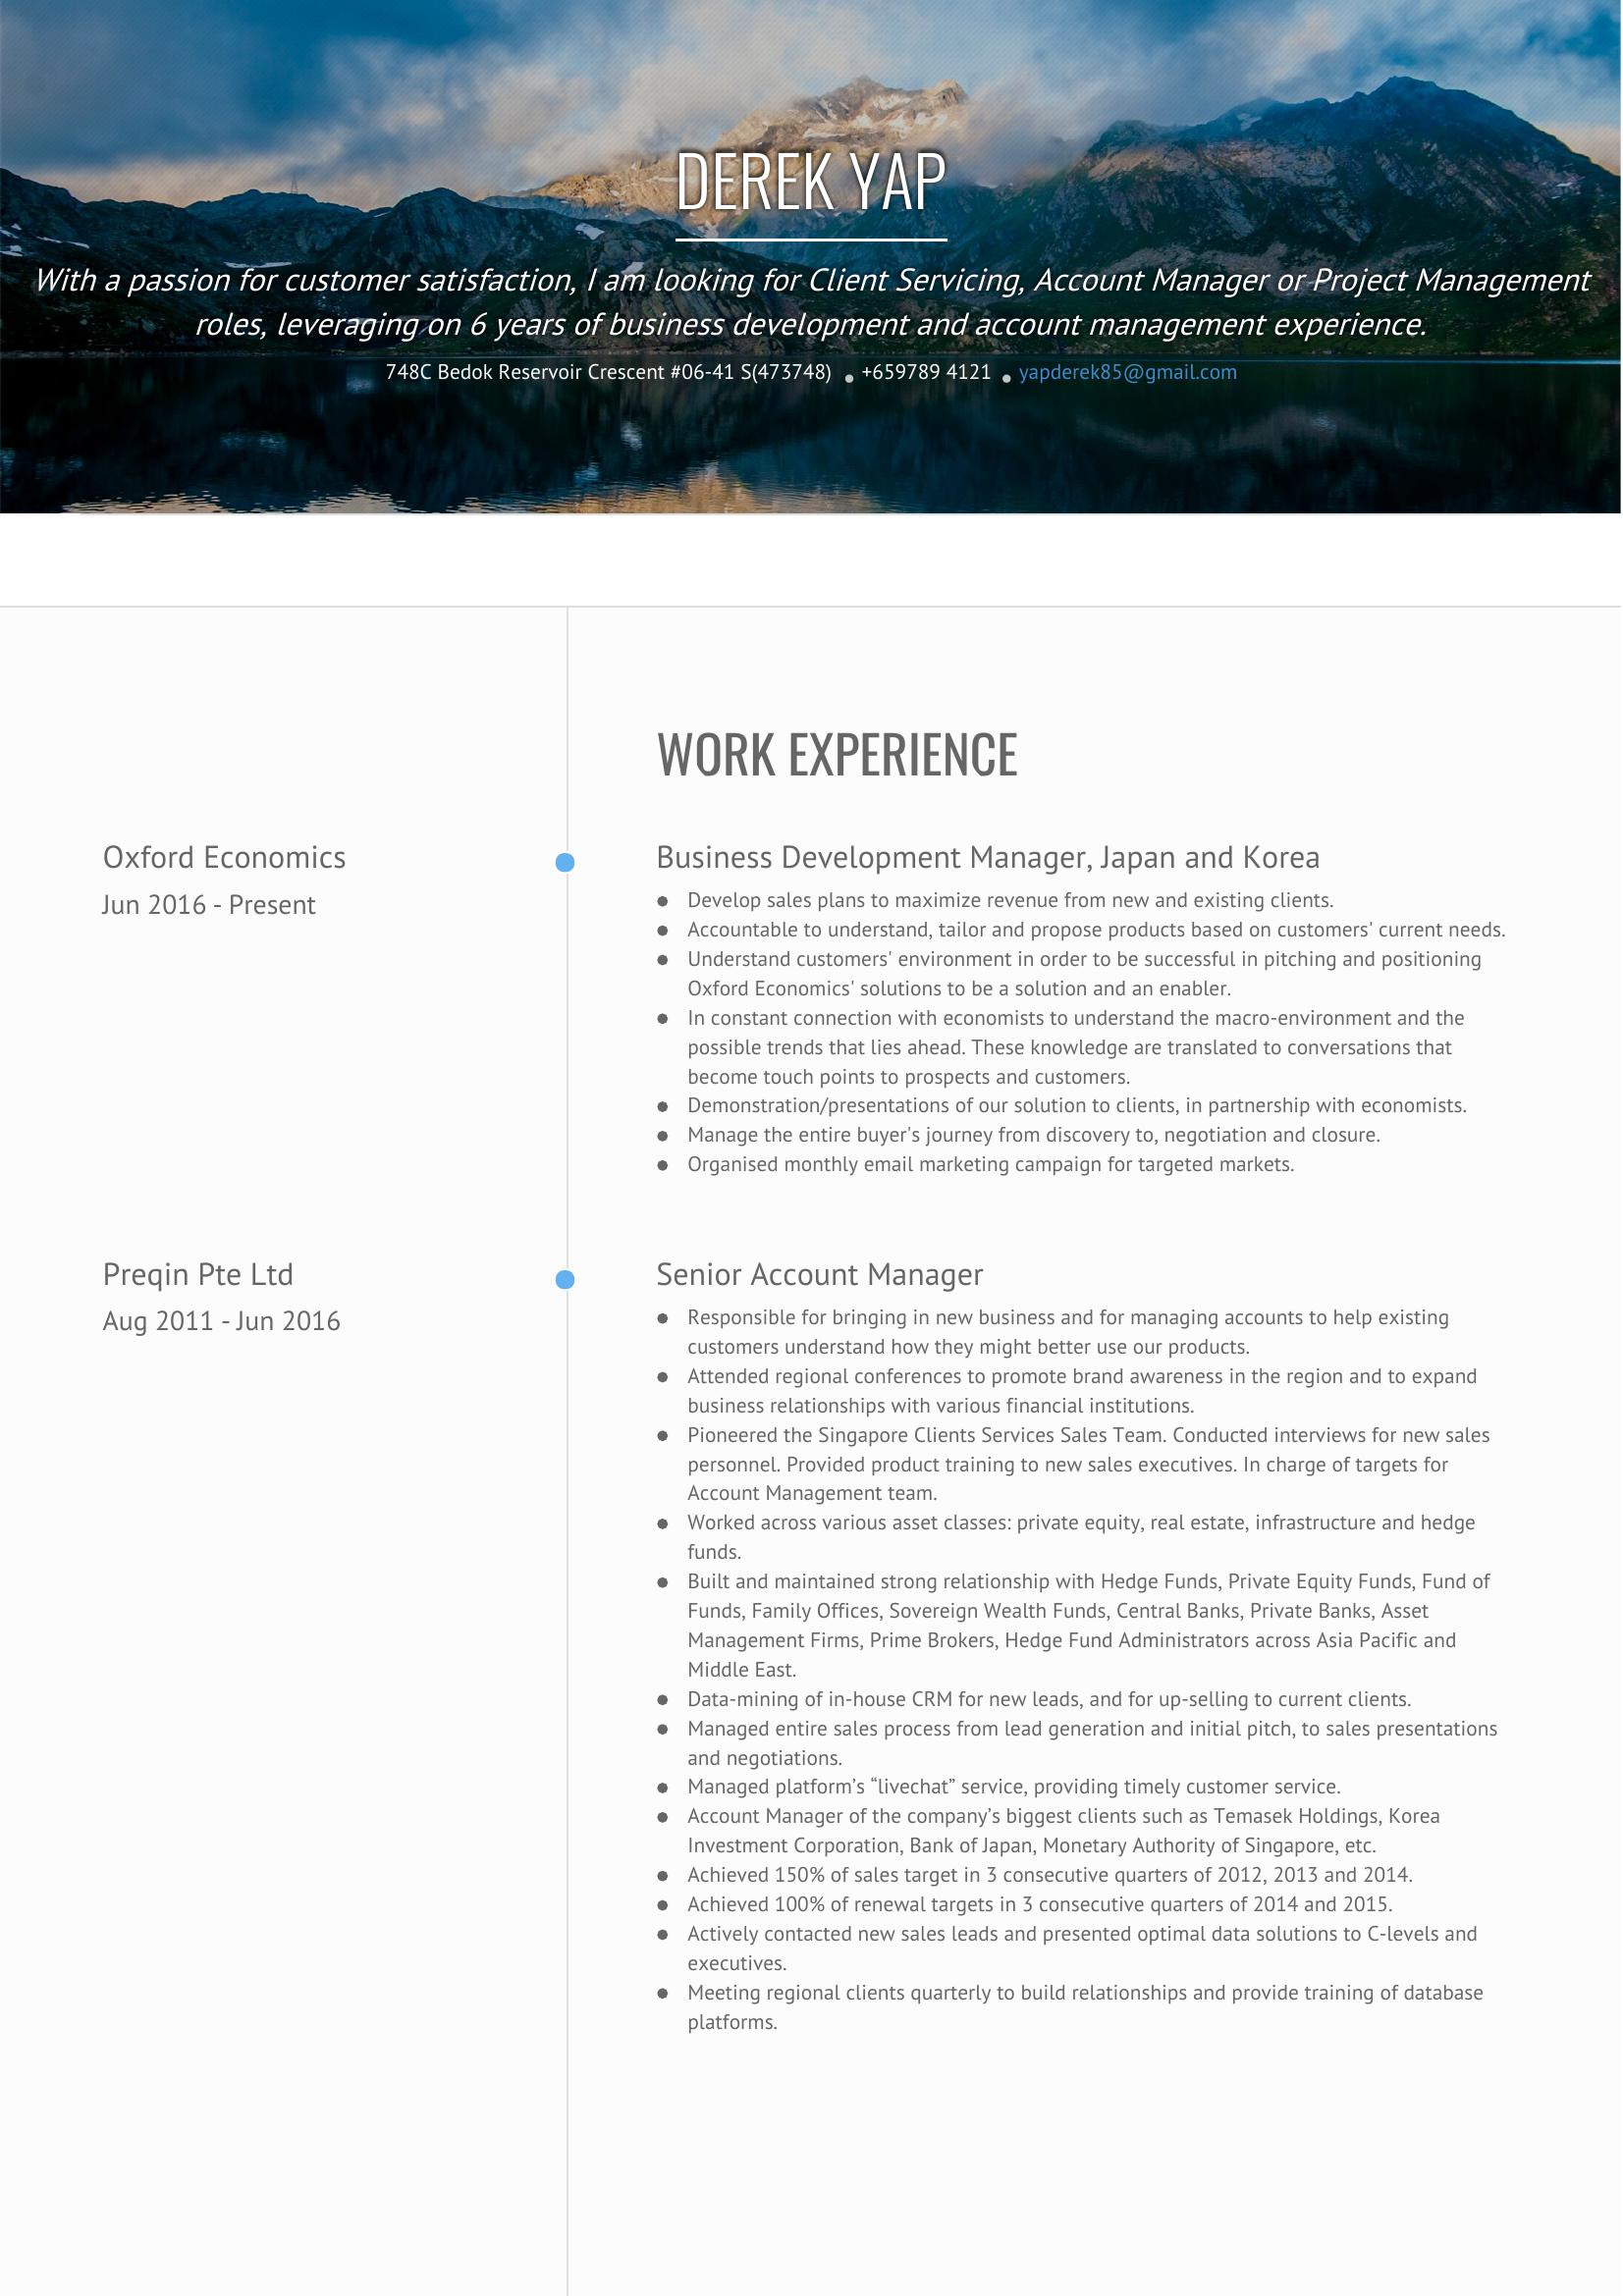 DEREK YAP
With a passion for customer satisfaction, I am looking for Client Servicing, Account Manager or Project Management
roles, leveraging on 6 years of business development and account management experience.
748C Bedok Reservoir Crescent #06-41 S(473748) • +659789 4121 • yapderek85@gmail.com
WORK EXPERIENCE
Oxford Economics
Jun 2016 - Present
Business Development Manager, Japan and Korea
● Develop sales plans to maximize revenue from new and existing clients.
● Accountable to understand, tailor and propose products based on customers' current needs.
● Understand customers' environment in order to be successful in pitching and positioning
Oxford Economics' solutions to be a solution and an enabler.
● In constant connection with economists to understand the macro-environment and the
possible trends that lies ahead. These knowledge are translated to conversations that
become touch points to prospects and customers.
● Demonstration/presentations of our solution to clients, in partnership with economists.
● Manage the entire buyer's journey from discovery to, negotiation and closure.
● Organised monthly email marketing campaign for targeted markets.
Preqin Pte Ltd
Aug 2011 - Jun 2016
Senior Account Manager
● Responsible for bringing in new business and for managing accounts to help existing
customers understand how they might better use our products.
● Attended regional conferences to promote brand awareness in the region and to expand
business relationships with various financial institutions.
● Pioneered the Singapore Clients Services Sales Team. Conducted interviews for new sales
personnel. Provided product training to new sales executives. In charge of targets for
Account Management team.
● Worked across various asset classes: private equity, real estate, infrastructure and hedge
funds.
● Built and maintained strong relationship with Hedge Funds, Private Equity Funds, Fund of
Funds, Family Offices, Sovereign Wealth Funds, Central Banks, Private Banks, Asset
Management Firms, Prime Brokers, Hedge Fund Administrators across Asia Pacific and
Middle East.
● Data-mining of in-house CRM for new leads, and for up-selling to current clients.
● Managed entire sales process from lead generation and initial pitch, to sales presentations
and negotiations.
● Managed platform’s “livechat” service, providing timely customer service.
● Account Manager of the company’s biggest clients such as Temasek Holdings, Korea
Investment Corporation, Bank of Japan, Monetary Authority of Singapore, etc.
● Achieved 150% of sales target in 3 consecutive quarters of 2012, 2013 and 2014.
● Achieved 100% of renewal targets in 3 consecutive quarters of 2014 and 2015.
● Actively contacted new sales leads and presented optimal data solutions to C-levels and
executives.
● Meeting regional clients quarterly to build relationships and provide training of database
platforms.